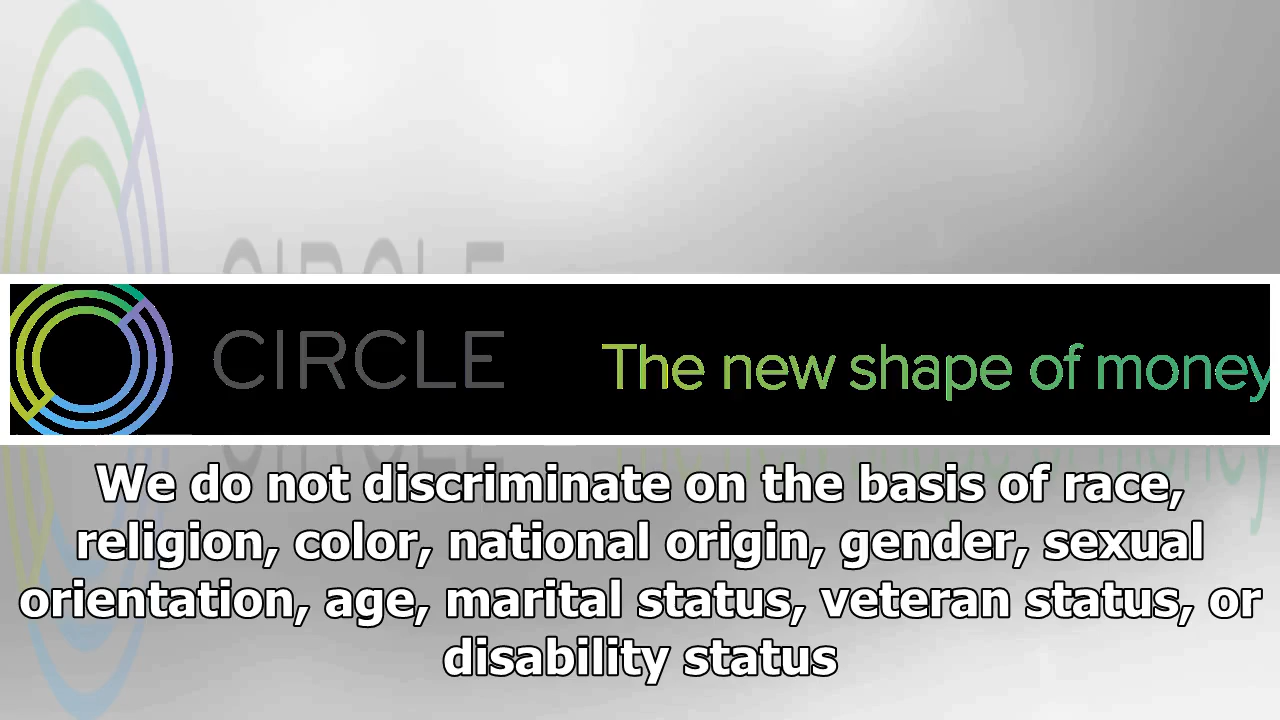 CIRCLE
CIRCLE The new shape of money
We do not discriminate on the basis of race,
religion, color, national origin, gender, sexual
orientation, age, marital status, veteran status, or
disability status